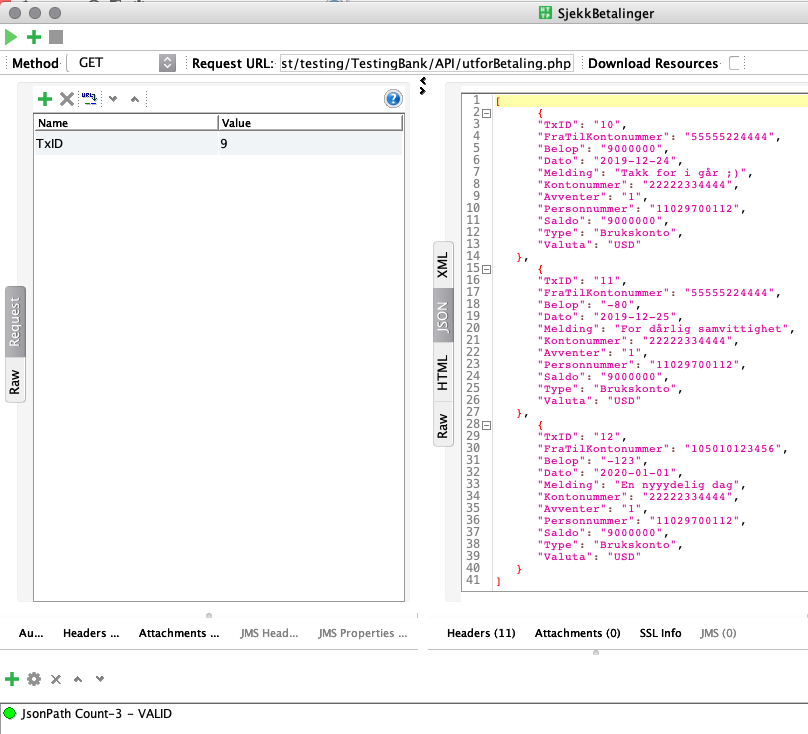 SjekkBetalinger
Method GET Request URL: st/testing/TestingBank/API/utforBetaling.php Download Resources
Name Value
TxID 9
Request
Raw
XML
JSON
HTML
Raw
1 [
2 {
3 "TxID": "10",
4 "FraTilKontonummer": "55555224444",
5 "Belop": "9000000",
6 "Dato": "2019-12-24",
7 "Melding": "Takk for i går ;)",
8 "Kontonummer": "22222334444",
9 "Avventer": "1",
10 "Personnummer": "11029700112",
11 "Saldo": "9000000",
12 "Type": "Brukskonto",
13 "Valuta": "USD"
14 },
15 {
16 "TxID": "11",
17 "FraTilKontonummer": "55555224444",
18 "Belop": "-80",
19 "Dato": "2019-12-25",
20 "Melding": "For dårlig samvittighet",
21 "Kontonummer": "22222334444",
22 "Avventer": "1",
23 "Personnummer": "11029700112",
24 "Saldo": "9000000",
25 "Type": "Brukskonto",
26 "Valuta": "USD"
27 },
28 {
29 "TxID": "12",
30 "FraTilKontonummer": "105010123456",
31 "Belop": "-123",
32 "Dato": "2020-01-01",
33 "Melding": "En nyyydelig dag",
34 "Kontonummer": "22222334444",
35 "Avventer": "1",
36 "Personnummer": "11029700112",
37 "Saldo": "9000000",
38 "Type": "Brukskonto",
39 "Valuta": "USD"
40 }
41 ]
Au... Headers ... Attachments ... JMS Head... JMS Properties ...
Headers (11) Attachments (0) SSL Info JMS (0)
JsonPath Count-3 - VALID